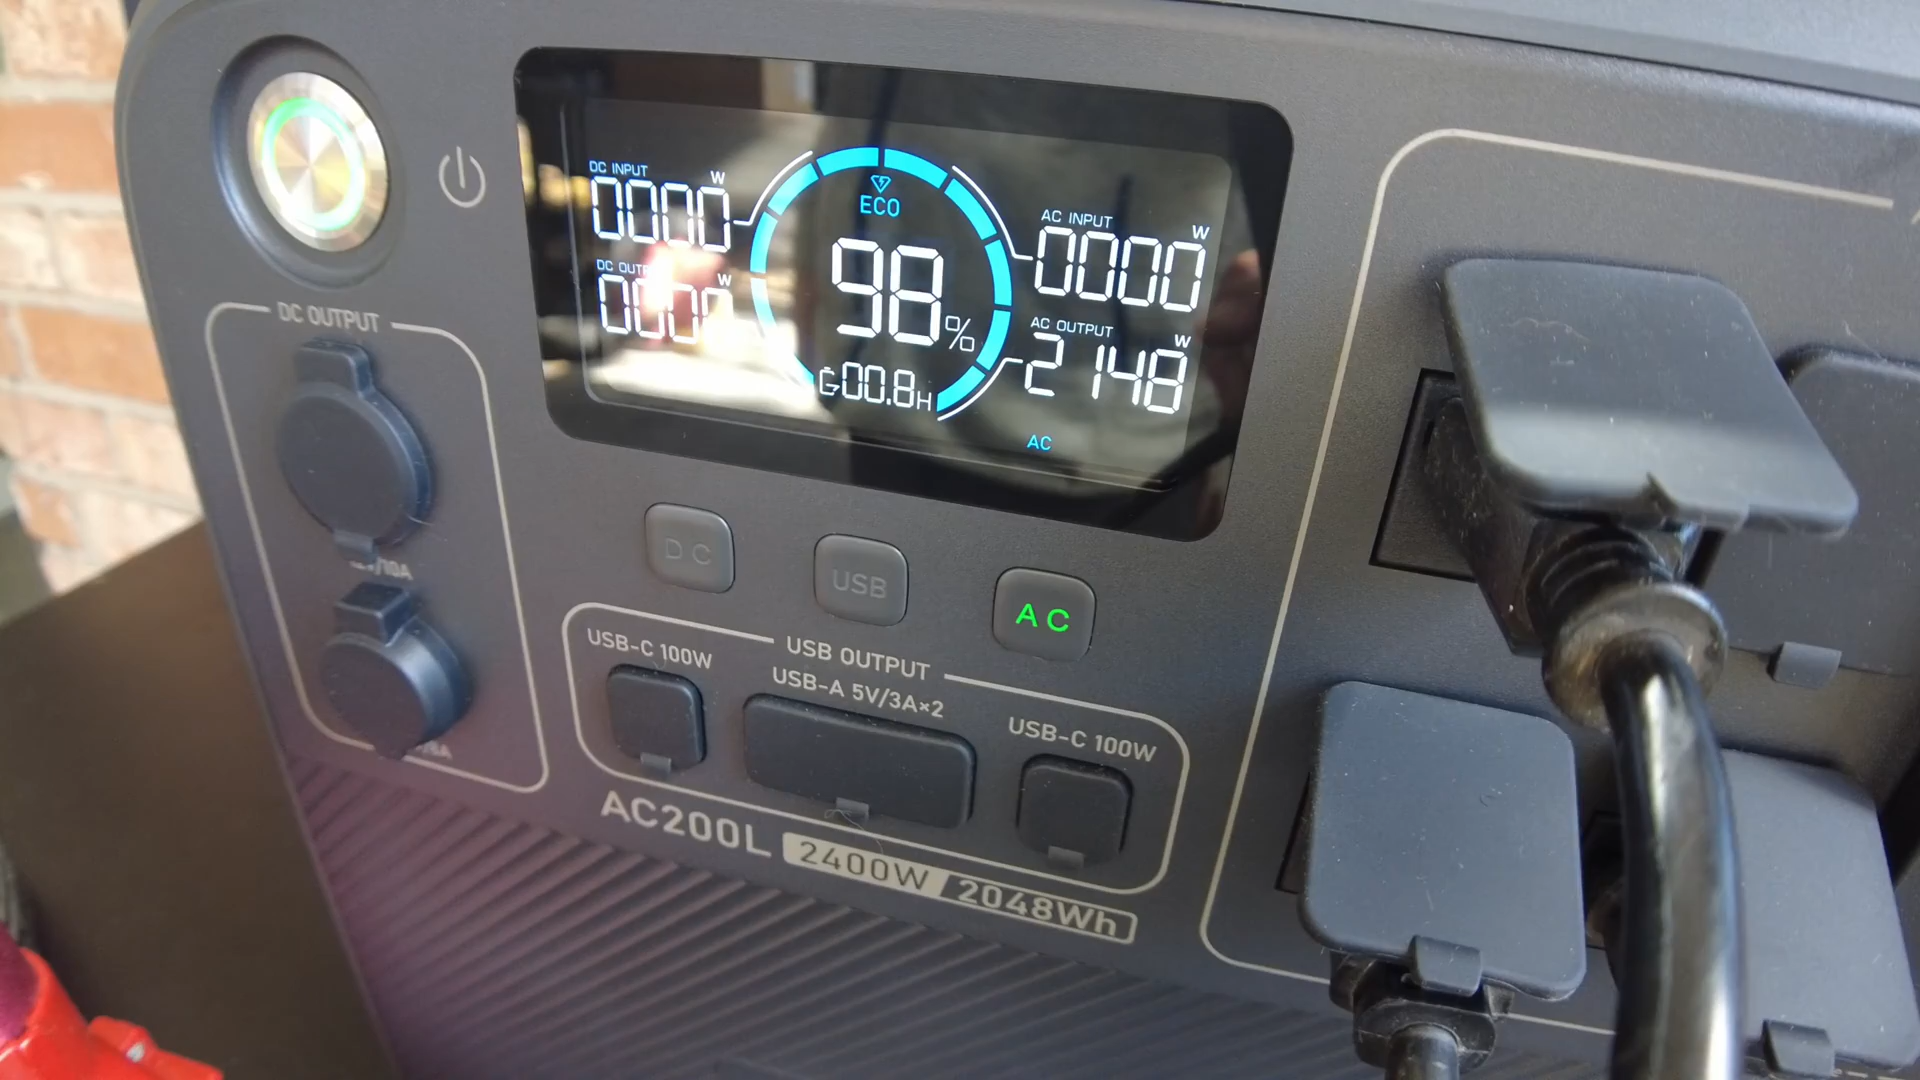 DC INPUT
W
0000
ECO
98%
00.8H
DC OUT
W
0000
AC INPUT
W
0000
AC OUTPUT
W
2148
AC
DC OUTPUT
DC
USB
AC
USB OUTPUT
USB-C 100W
USB-A 5V/3A×2
USB-C 100W
AC200L 2400W 2048Wh